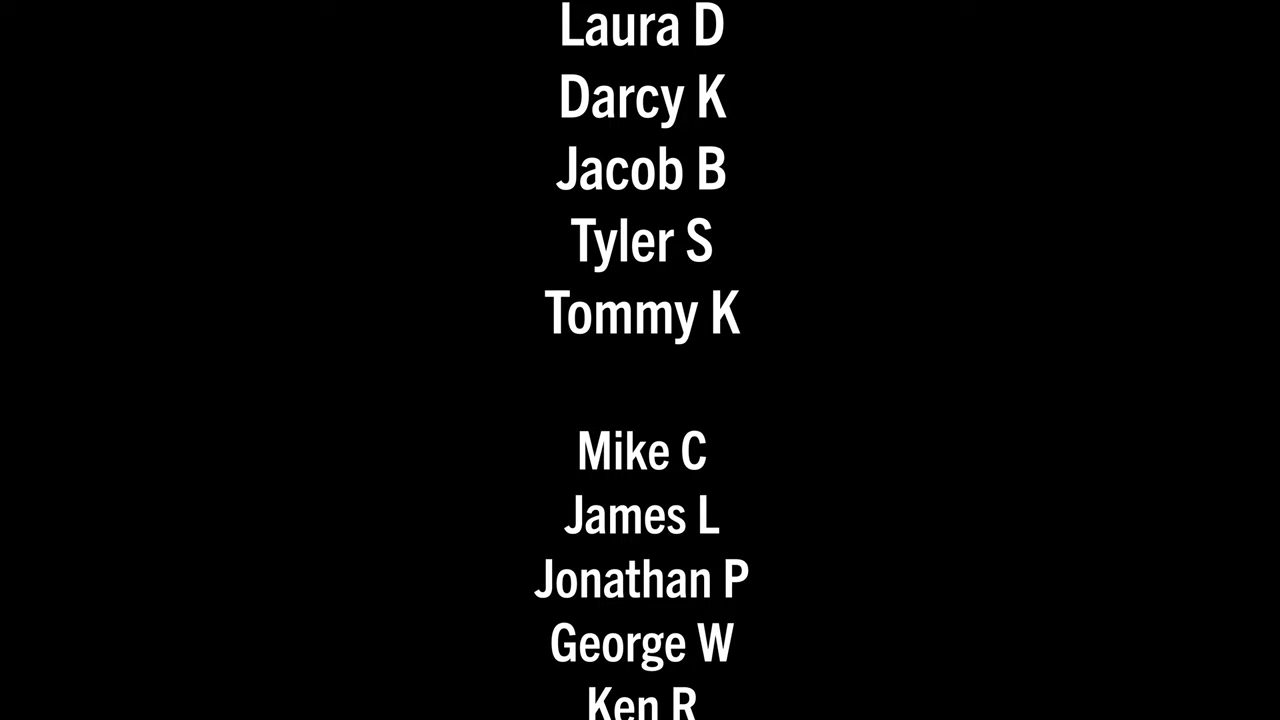 Laura D
Darcy K
Jacob B
Tyler S
Tommy K
Mike C
James L
Jonathan P
George W
Ken R